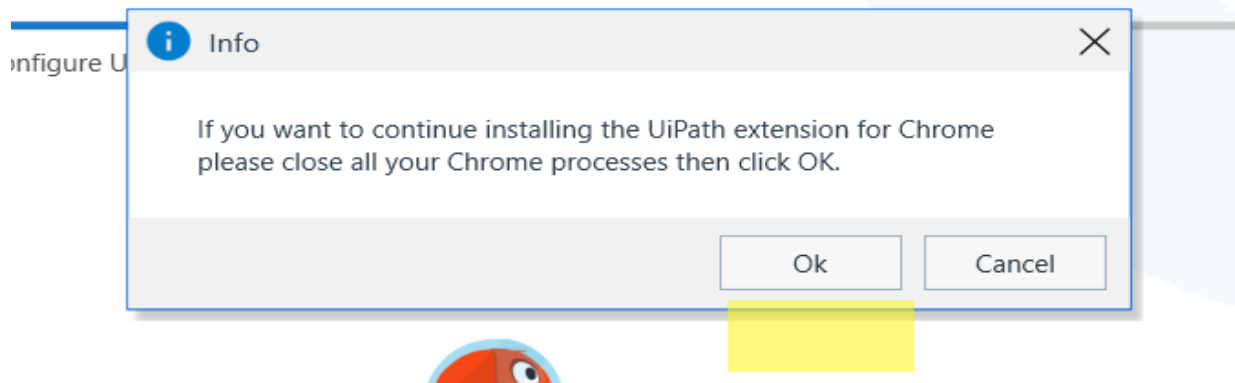 Info
onfigure U
If you want to continue installing the UiPath extension for Chrome
please close all your Chrome processes then click OK.
Ok Cancel